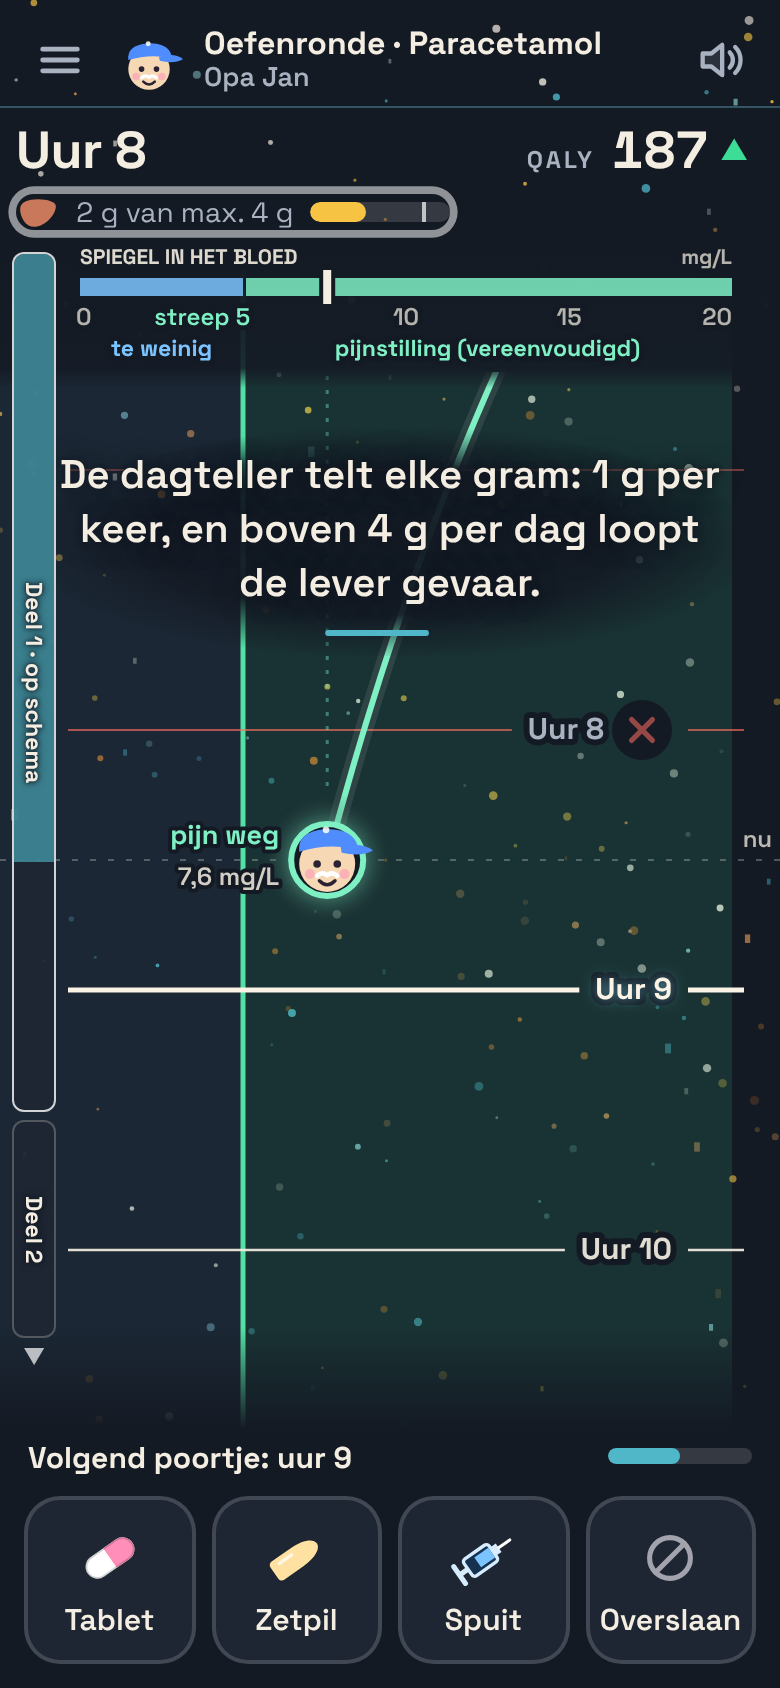 Oefenronde · Paracetamol
Opa Jan
Uur 8
QALY 187
2 g van max. 4 g
SPIEGEL IN HET BLOED
mg/L
0 streep 5 10 15 20
te weinig
pijnstilling (vereenvoudigd)
De dagteller telt elke gram: 1 g per
keer, en boven 4 g per dag loopt
de lever gevaar.
Deel 1 · op schema
Uur 8
pijn weg
nu
7,6 mg/L
Uur 9
Deel 2
Uur 10
Volgend poortje: uur 9
Tablet
Zetpil
Spuit
Overslaan